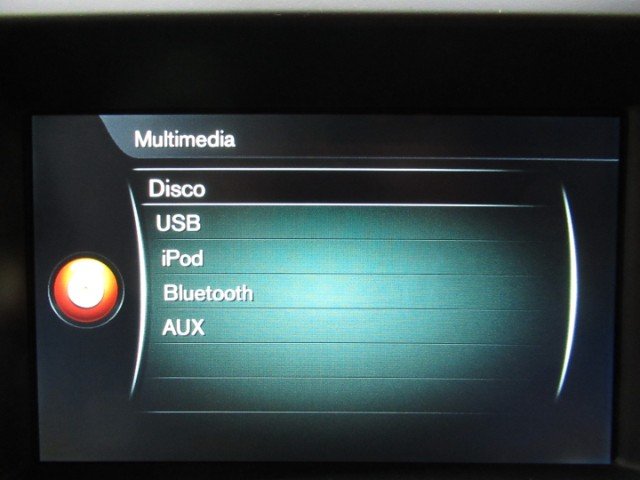 Multimedia
Disco
USB
iPod
Bluetooth
AUX